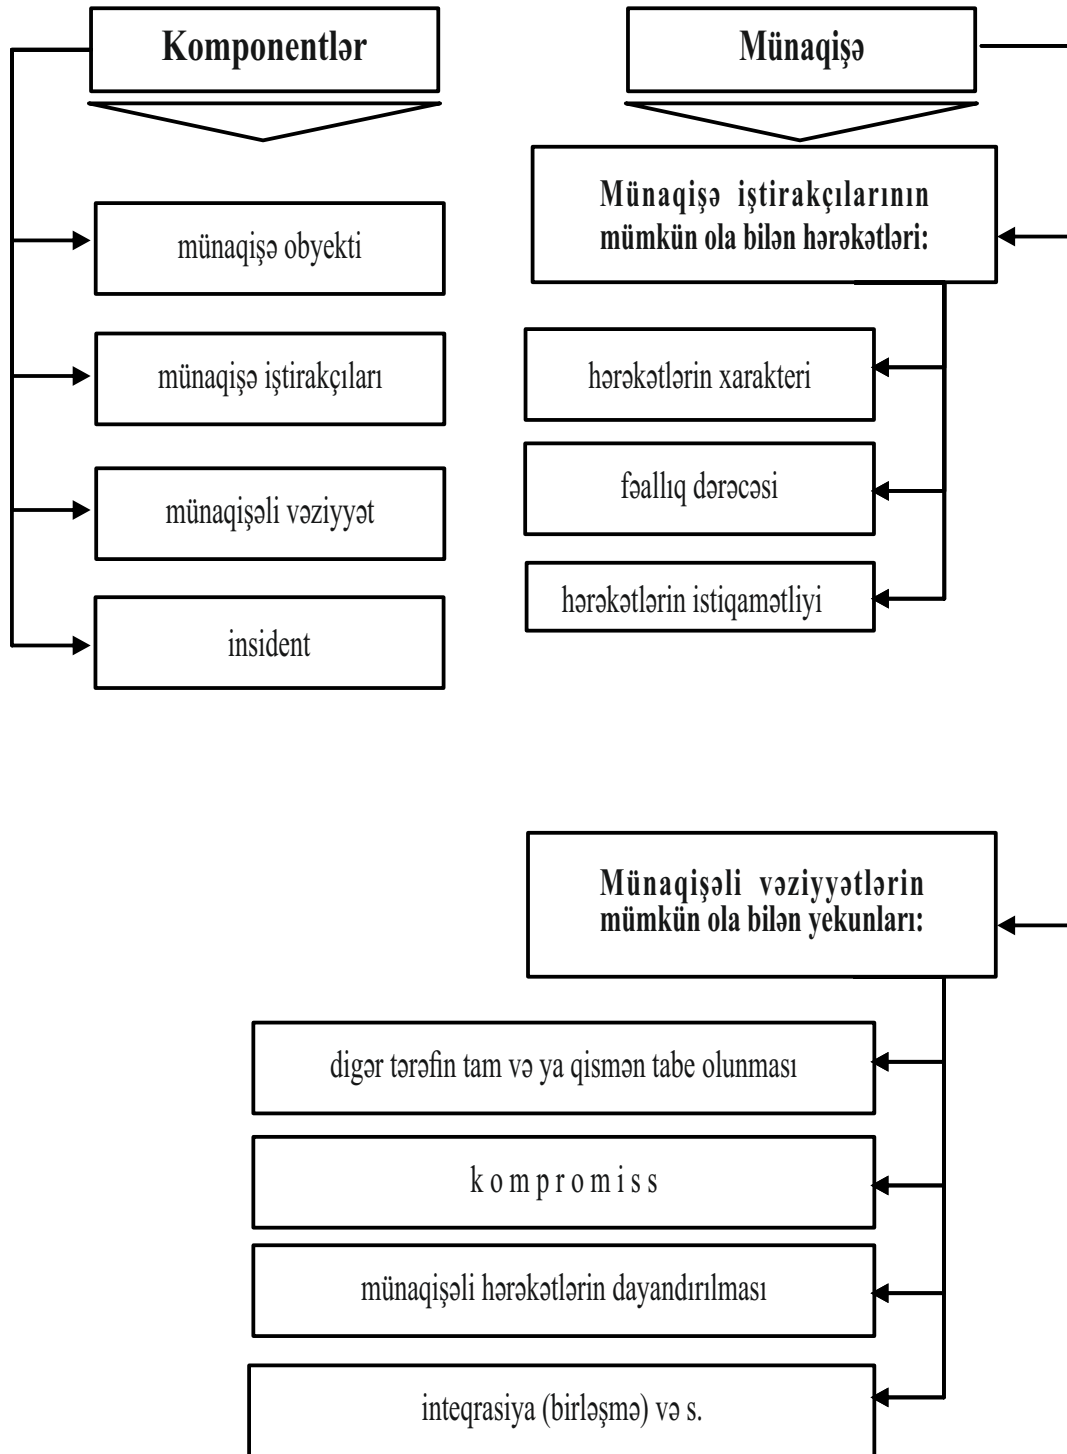 Komponentlər
münaqişə obyekti
münaqişə iştirakçıları
münaqişəli vəziyyət
insident
Münaqişə
Münaqişə iştirakçılarının
mümkün ola bilən hərəkətləri:
hərəkətlərin xarakteri
fəallıq dərəcəsi
hərəkətlərin istiqamətliyi
Münaqişəli vəziyyətlərin
mümkün ola bilən yekunları:
digər tərəfin tam və ya qismən tabe olunması
kompromiss
münaqişəli hərəkətlərin dayandırılması
inteqrasiya (birləşmə) və s.